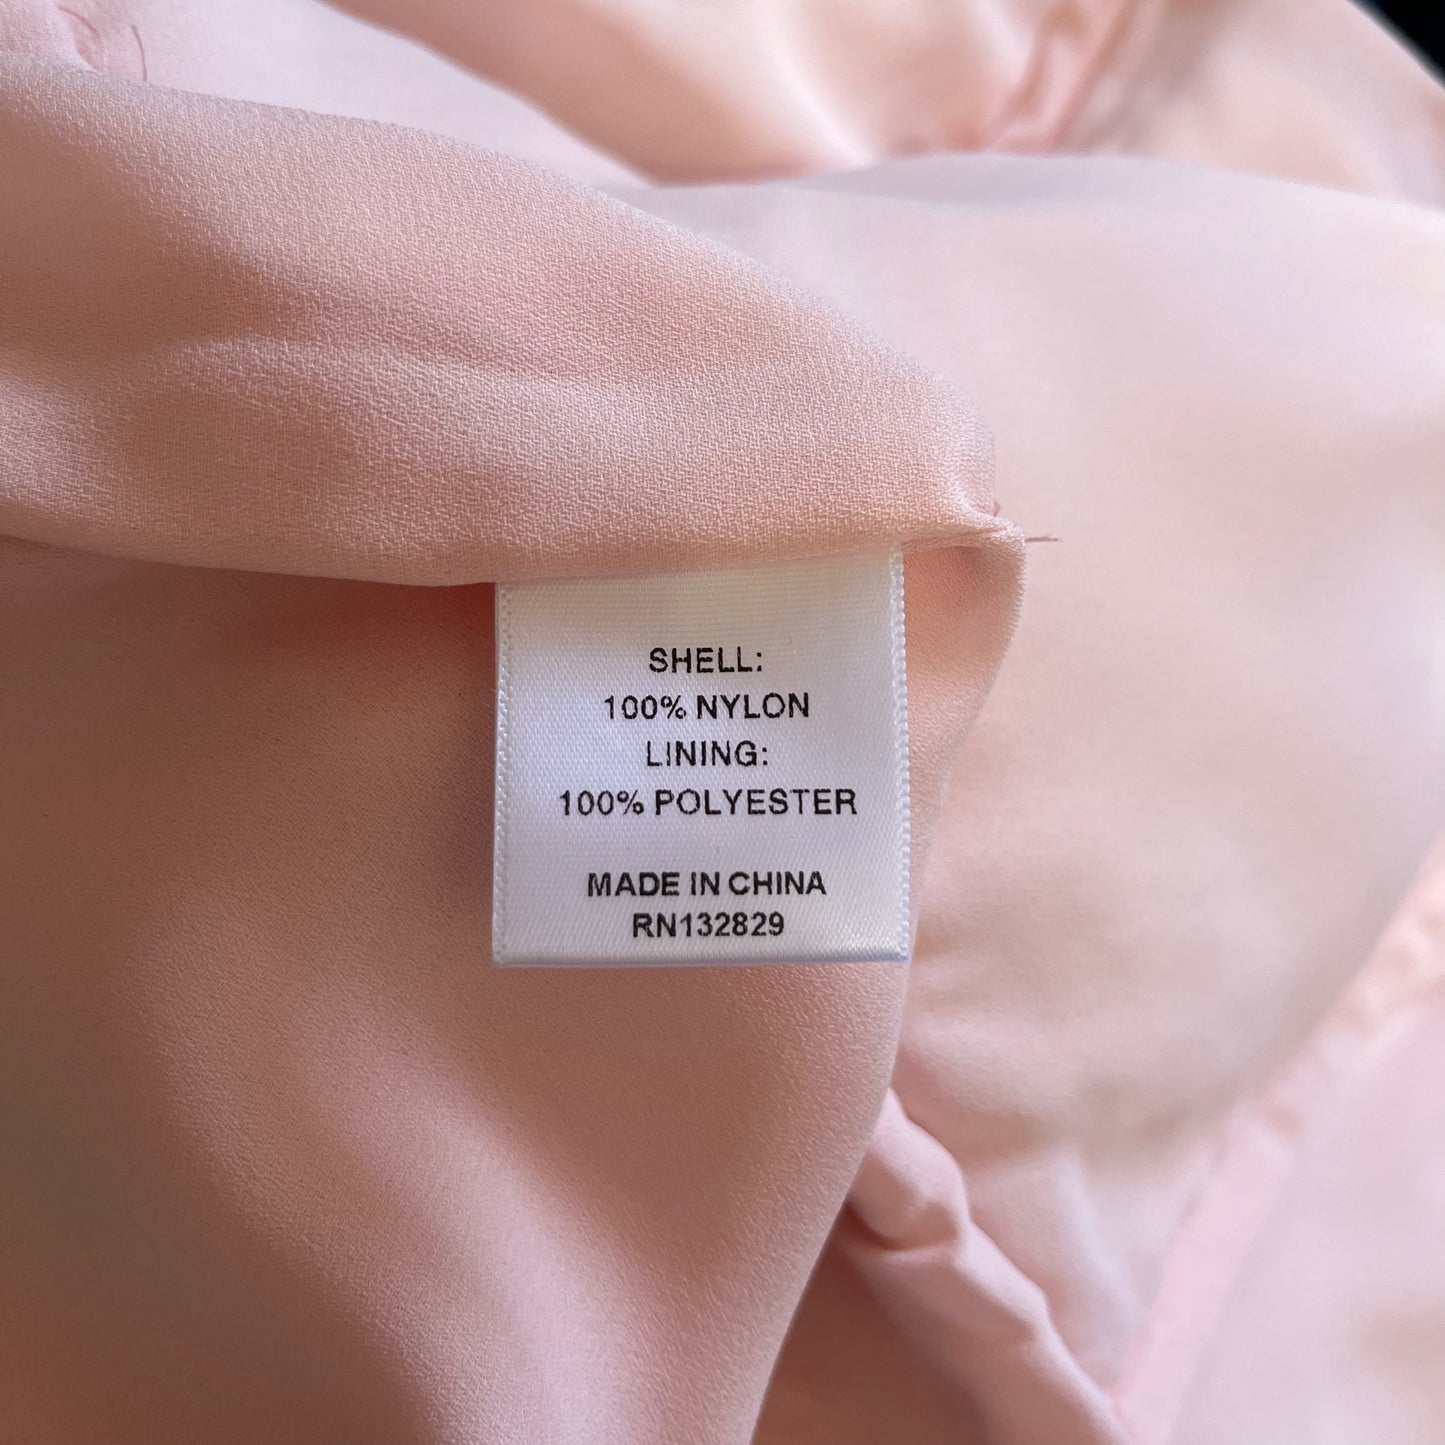 SHELL:
100% NYLON
LINING:
100% POLYESTER
MADE IN CHINA
RN132829